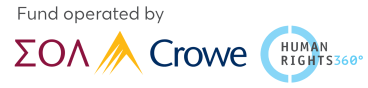 Fund operated by
ΣΟΛ Crowe HUMAN
RIGHTS360°